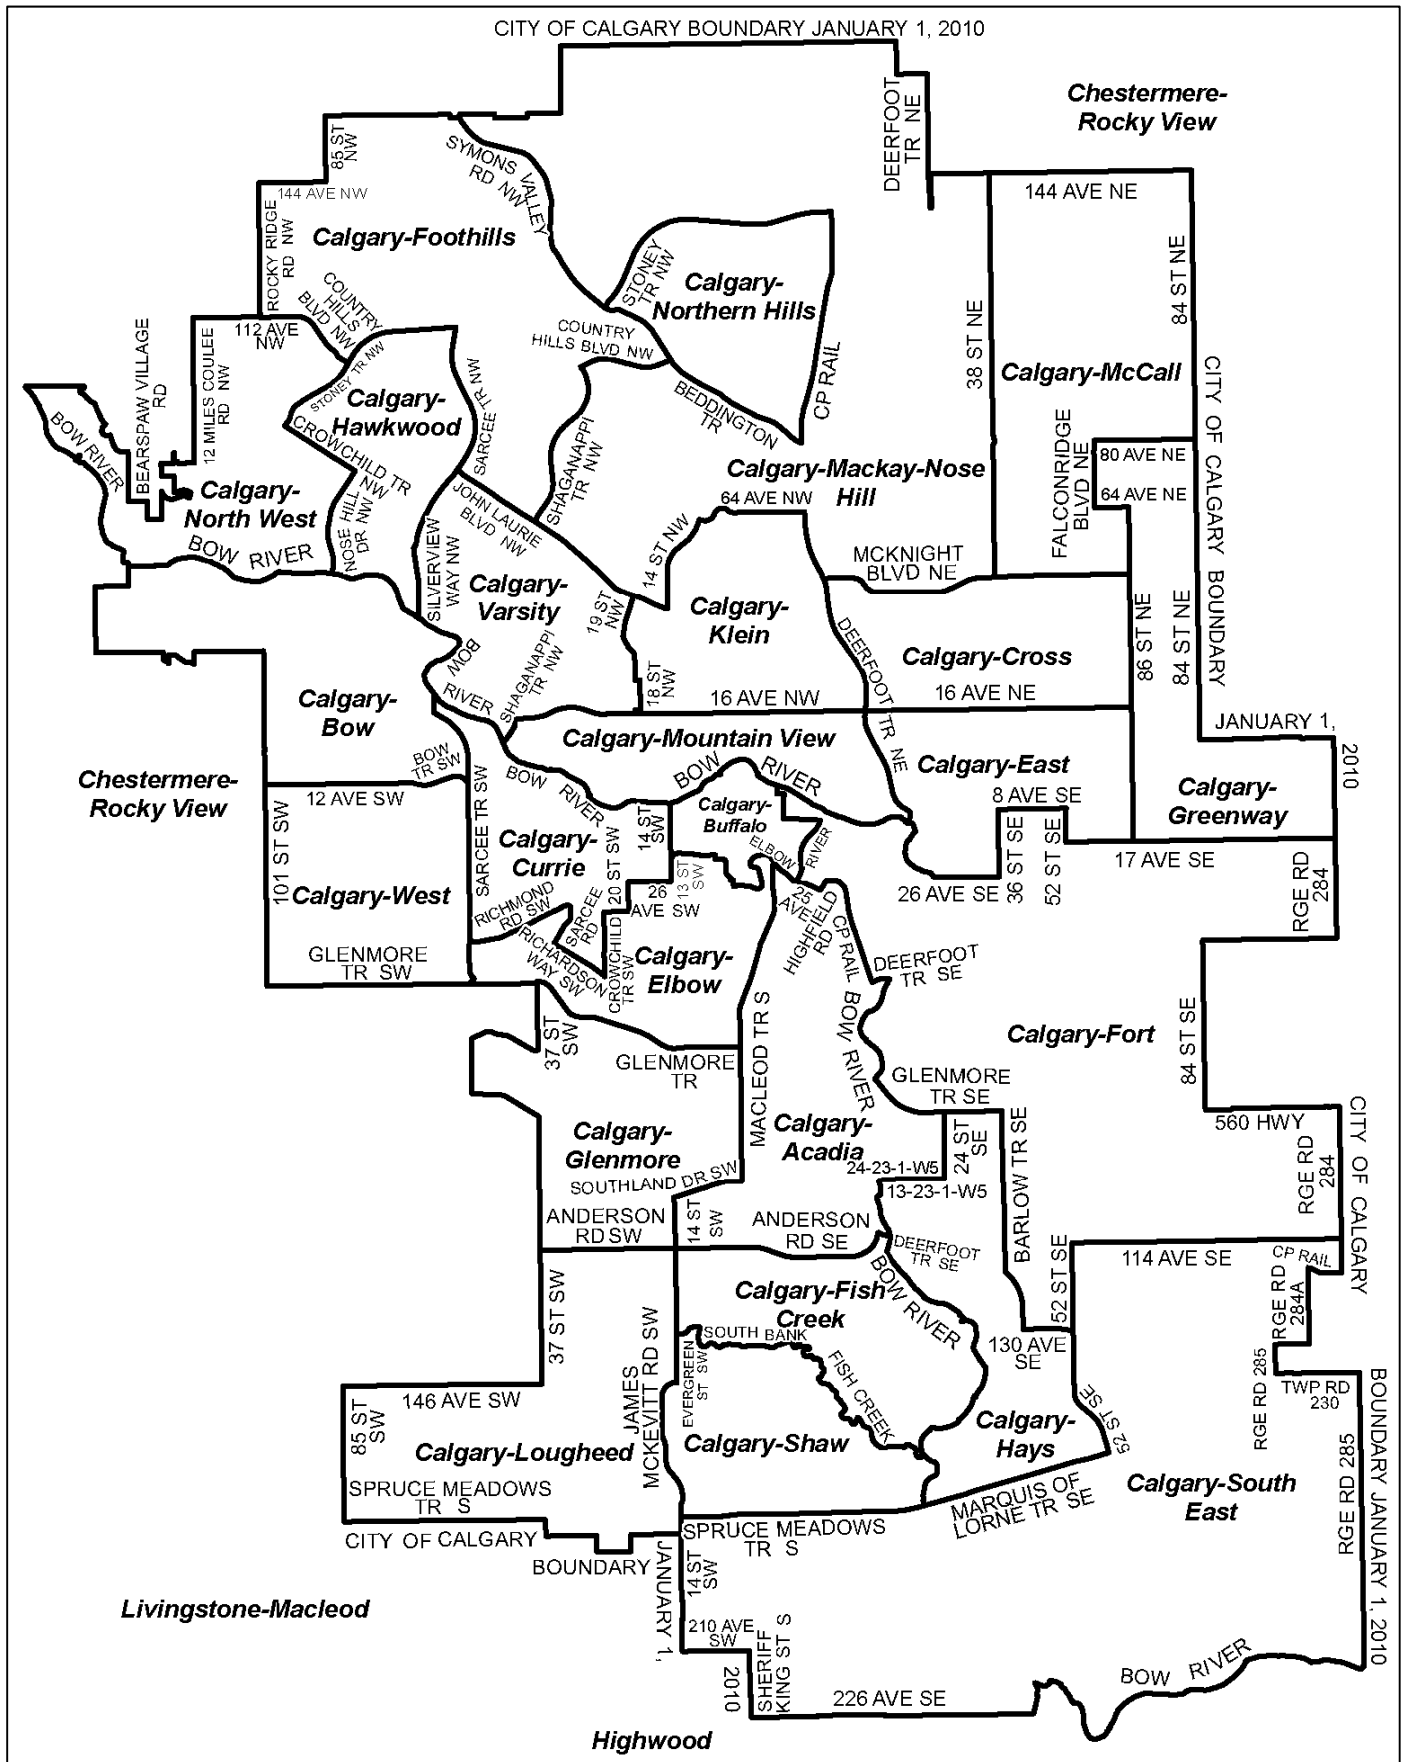 CITY OF CALGARY BOUNDARY JANUARY 1, 2010
Chestermere-
Rocky View
DEERFOOT
TR NE
85 ST
NW
SYMONS VALLEY
RD NW
144 AVE NW
144 AVE NE
ROCKY RIDGE
RD NW
Calgary-Foothills
STONEY
TR NW
Calgary-
Northern Hills
84 ST NE
COUNTRY
HILLS
BLVD NW
112 AVE
NW
COUNTRY
HILLS BLVD NW
38 ST NE
BEARSPAW VILLAGE
RD
12 MILES COULEE
RD NW
STONEY TR NW
SARCEE TR NW
CP RAIL
Calgary-McCall
BOW RIVER
Calgary-
Hawkwood
BEDDINGTON
TR
CITY OF CALGARY BOUNDARY
CROWCHILD TR
NW
SHAGANAPPI
TR NW
FALCONRIDGE
BLVD NE
80 AVE NE
Calgary-Mackay-Nose
Hill
64 AVE NE
64 AVE NW
Calgary-
North West
JOHN LAURIE
BLVD NW
NOSE HILL
DR NW
BOW RIVER
14 ST NW
MCKNIGHT
BLVD NE
SILVERVIEW
WAY NW
Calgary-
Varsity
19 ST
NW
Calgary-
Klein
DEERFOOT TR NE
86 ST NE
84 ST NE
BOW RIVER
SHAGANAPPI
TR NW
18 ST
NW
Calgary-Cross
16 AVE NW
16 AVE NE
Calgary-
Bow
JANUARY 1,
2010
Calgary-Mountain View
BOW
TR SW
BOW RIVER
BOW RIVER
Calgary-East
Chestermere-
Rocky View
12 AVE SW
Calgary-
Buffalo
8 AVE SE
Calgary-
Greenway
101 ST SW
SARCEE TR SW
Calgary-
Currie
20 ST SW
14 ST
SW
ELBOW RIVER
36 ST SE
52 ST SE
17 AVE SE
13 ST
SW
Calgary-West
26
AVE SW
26 AVE SE
RGE RD
284
RICHMOND
RD SW
SARCEE
RD
25
AVE
HIGHFIELD
RD
CP RAIL
GLENMORE
TR SW
RICHARDSON
WAY SW
CROWCHILD
TR SW
Calgary-
Elbow
DEERFOOT
TR SE
37 ST
SW
MACLEOD TR S
BOW RIVER
Calgary-Fort
84 ST SE
GLENMORE
TR
GLENMORE
TR SE
560 HWY
Calgary-
Glenmore
Calgary-
Acadia
24 ST
SE
BARLOW TR SE
RGE RD
284
CITY OF CALGARY
24-23-1-W5
13-23-1-W5
SOUTHLAND DR SW
ANDERSON
RD SW
14 ST
SW
ANDERSON
RD SE
DEERFOOT
TR SE
52 ST SE
114 AVE SE
CP RAIL
37 ST SW
Calgary-Fish
Creek
BOW RIVER
RGE RD
284A
SOUTH BANK
130 AVE
SE
JAMES
MCKEVITT RD SW
EVERGREEN
ST SW
FISH CREEK
RGE RD 285
TWP RD
230
146 AVE SW
85 ST
SW
52 ST SE
Calgary-Lougheed
Calgary-Shaw
Calgary-
Hays
Calgary-South
East
RGE RD 285
BOUNDARY JANUARY 1, 2010
SPRUCE MEADOWS
TR S
MARQUIS OF
LORNE TR SE
CITY OF CALGARY
BOUNDARY
JANUARY 1,
2010
SPRUCE MEADOWS
TR S
14 ST
SW
Livingstone-Macleod
210 AVE
SW
SHERIFF
KING ST S
BOW RIVER
226 AVE SE
Highwood